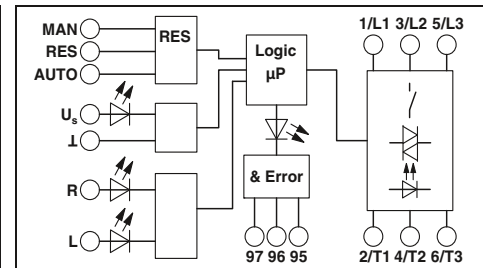 MAN
RES
AUTO
U_s
⊥
R
L
RES
Logic
µP
& Error
97 96 95
1/L1 3/L2 5/L3
2/T1 4/T2 6/T3